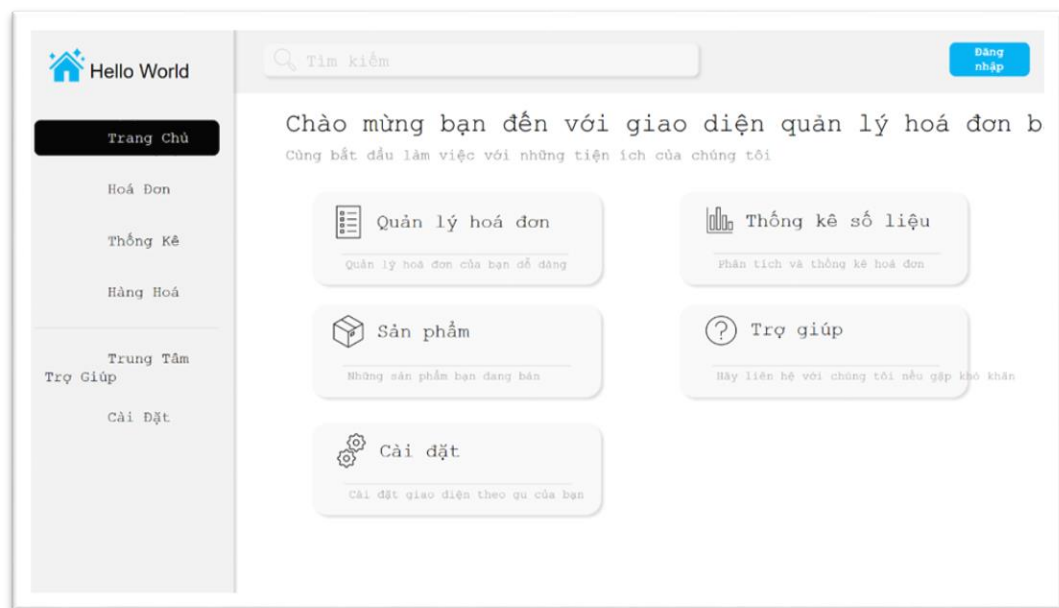 Hello World
Tìm kiếm
Đăng
nhập
Trang Chủ
Hoá Đơn
Thống Kê
Hàng Hoá
Trung Tâm
Trợ Giúp
Cài Đặt
Chào mừng bạn đến với giao diện quản lý hoá đơn b
Cùng bắt đầu làm việc với những tiện ích của chúng tôi
Quản lý hoá đơn
Quản lý hoá đơn của bạn dễ dàng
Thống kê số liệu
Phân tích và thống kê hoá đơn
Sản phẩm
Những sản phẩm bạn đang bán
Trợ giúp
Hãy liên hệ với chúng tôi nếu gặp khó khăn
Cài đặt
Cài đặt giao diện theo gu của bạn